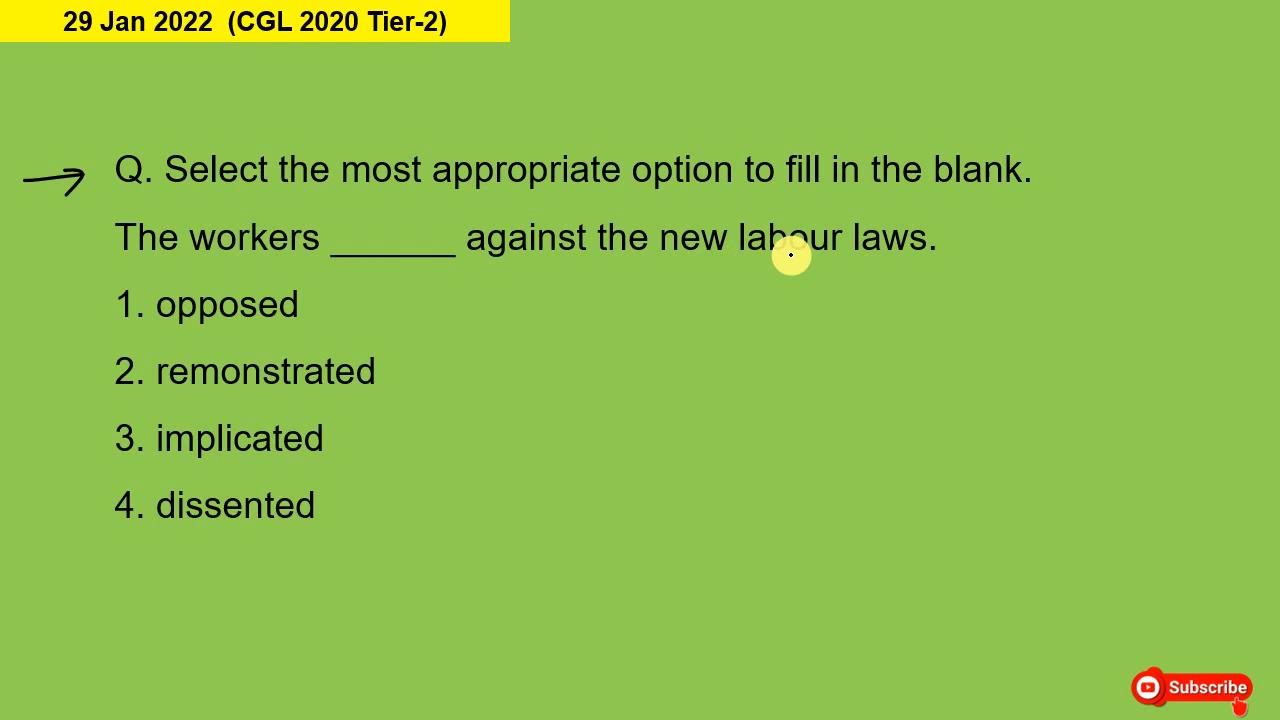 29 Jan 2022 (CGL 2020 Tier-2)
Q. Select the most appropriate option to fill in the blank.
The workers ______ against the new labour laws.
1. opposed
2. remonstrated
3. implicated
4. dissented
Subscribe